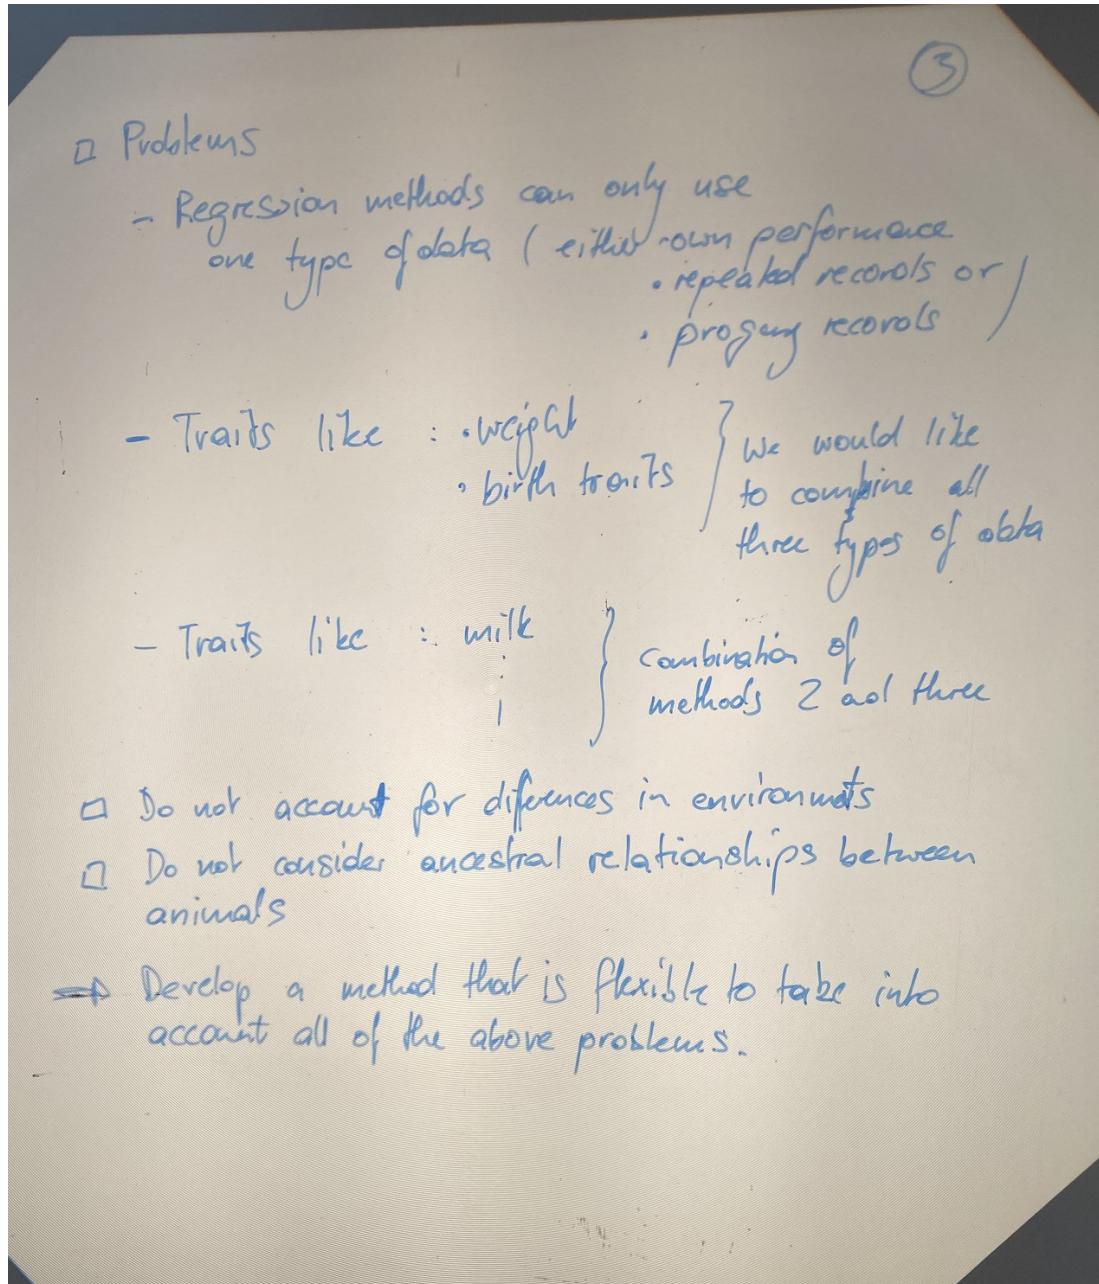 ③
□ Problems
- Regression methods can only use
one type of data ( either · own performance
· repeated records or )
· progeny records
- Traits like : · weight
· birth traits
} We would like
to combine all
three types of data
- Traits like : milk
⋮
|
} Combination of
methods 2 ad three
□ Do not account for difences in environmets
□ Do not consider ancestral relationships between
animals
⇒ Develop a method that is flexible to take into
account all of the above problems.